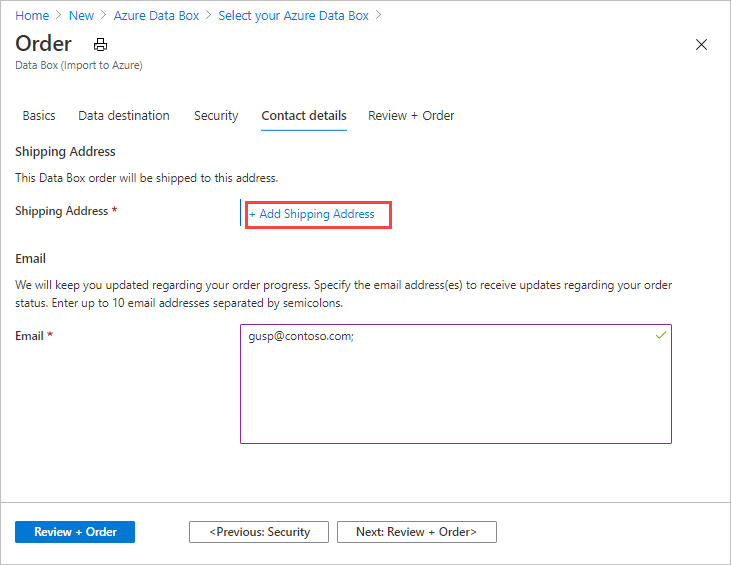 Home > New > Azure Data Box > Select your Azure Data Box >
Order
Data Box (Import to Azure)
Basics Data destination Security Contact details Review + Order
Shipping Address
This Data Box order will be shipped to this address.
Shipping Address * + Add Shipping Address
Email
We will keep you updated regarding your order progress. Specify the email address(es) to receive updates regarding your order
status. Enter up to 10 email addresses separated by semicolons.
Email * gusp@contoso.com;
Review + Order <Previous: Security Next: Review + Order>